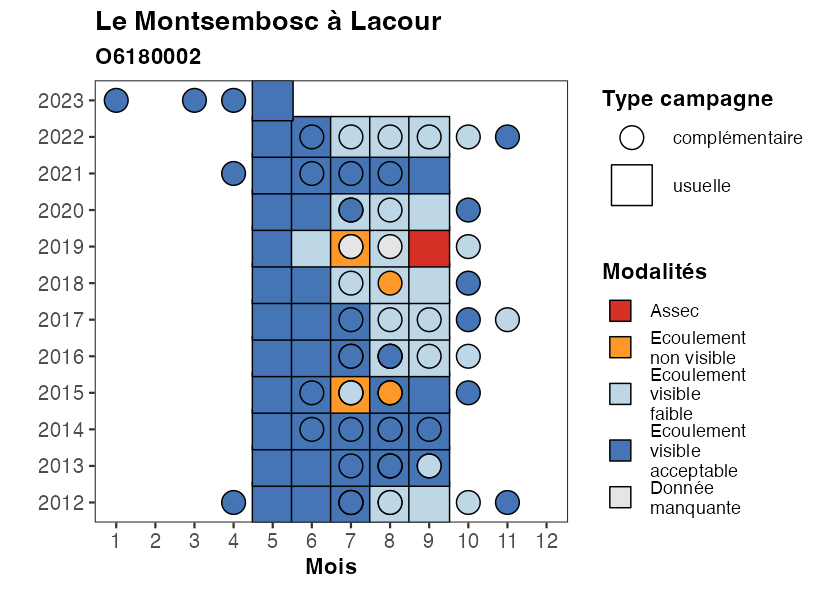 Le Montsembosc à Lacour
O6180002
2023
2022
2021
2020
2019
2018
2017
2016
2015
2014
2013
2012
1 2 3 4 5 6 7 8 9 10 11 12
Mois
Type campagne
complémentaire
usuelle
Modalités
Assec
Ecoulement
non visible
Ecoulement
visible
faible
Ecoulement
visible
acceptable
Donnée
manquante